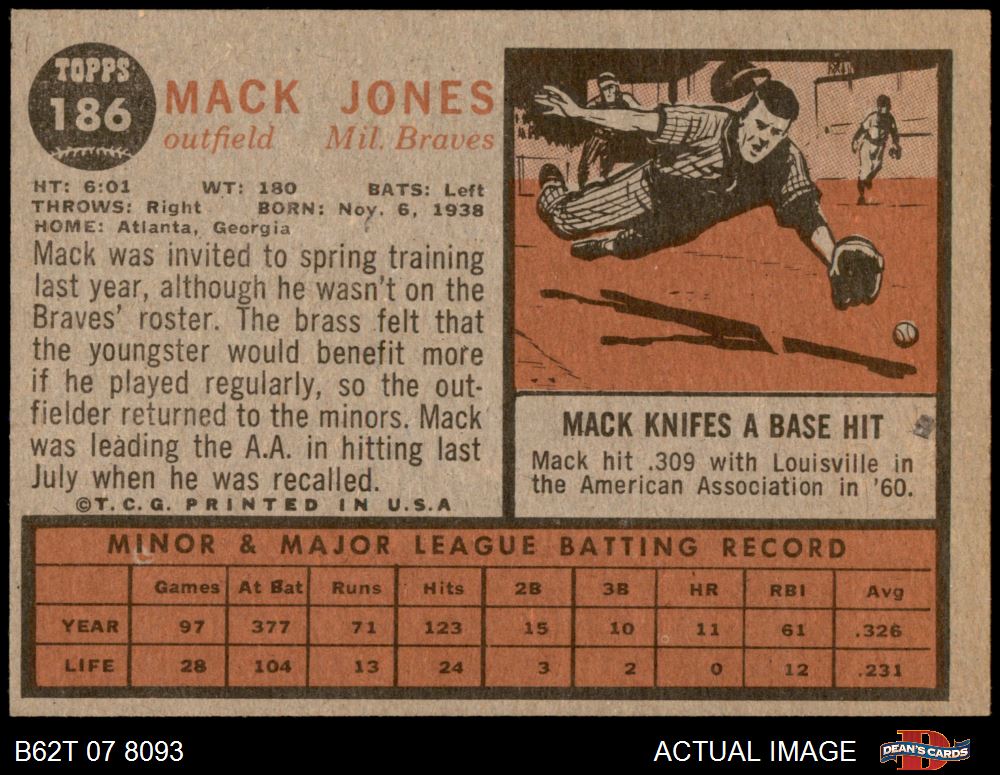 TOPPS
186
MACK JONES
outfield Mil. Braves
HT: 6:01 WT: 180 BATS: Left
THROWS: Right BORN: Nov. 6, 1938
HOME: Atlanta, Georgia
Mack was invited to spring training
last year, although he wasn't on the
Braves' roster. The brass felt that
the youngster would benefit more
if he played regularly, so the out-
fielder returned to the minors. Mack
was leading the A.A. in hitting last
July when he was recalled.
©T.C.G. PRINTED IN U.S.A
MACK KNIFES A BASE HIT
Mack hit .309 with Louisville in
the American Association in '60.
MINOR & MAJOR LEAGUE BATTING RECORD
Games At Bat Runs Hits 2B 3B HR RBI Avg
YEAR 97 377 71 123 15 10 11 61 .326
LIFE 28 104 13 24 3 2 0 12 .231
B62T 07 8093
ACTUAL IMAGE
D
DEAN'S CARDS